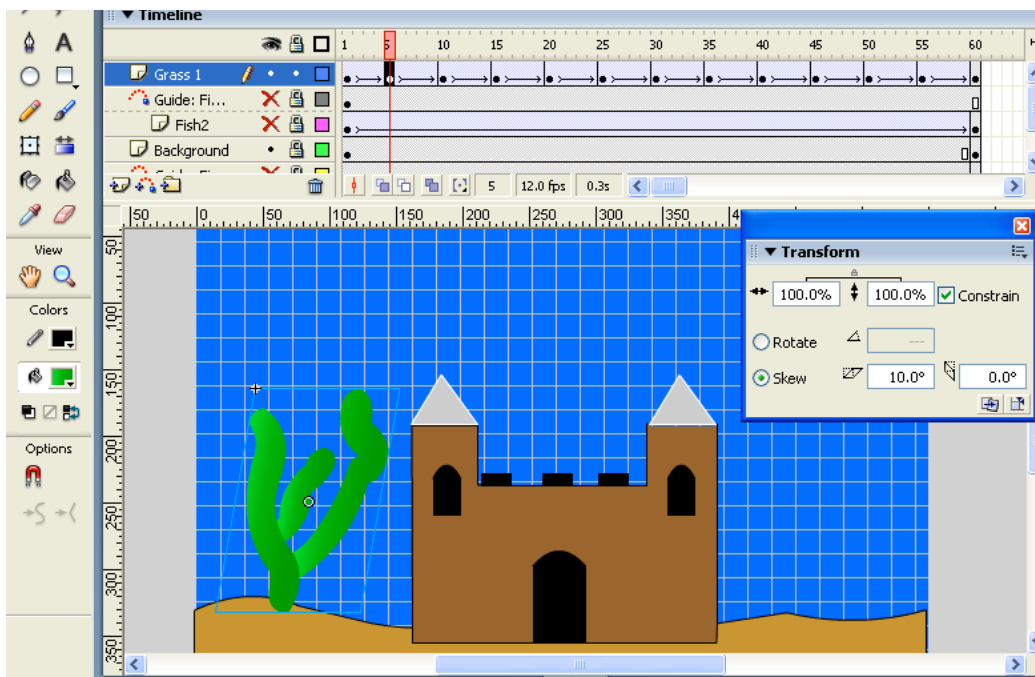 Timeline
A
1 5 10 15 20 25 30 35 40 45 50 55 60
Grass 1
Guide: Fi...
Fish2
Background
5 12.0 fps 0.3s
50 0 50 100 150 200 250 300 350
View
Colors
Options
50
100
150
200
250
300
350
Transform
100.0% 100.0% Constrain
Rotate ---
Skew 10.0° 0.0°